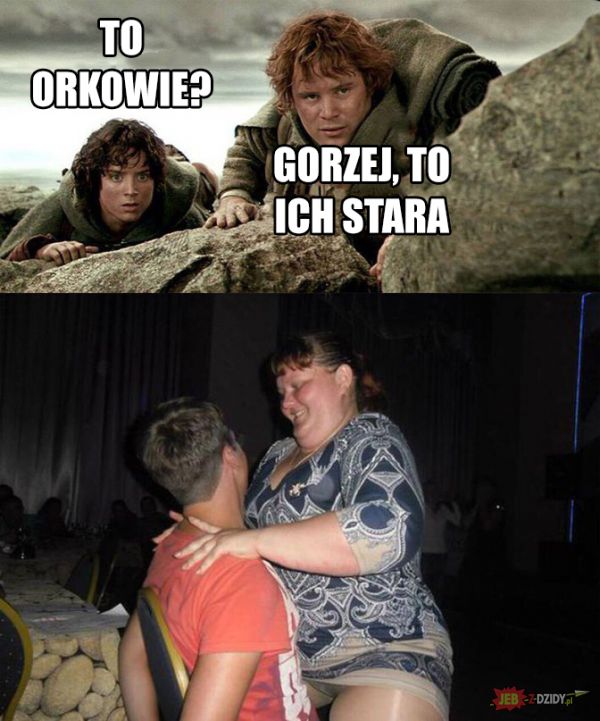 TO
ORKOWIE?
GORZEJ, TO
ICH STARA
JEB-Z-DZIDY.pl